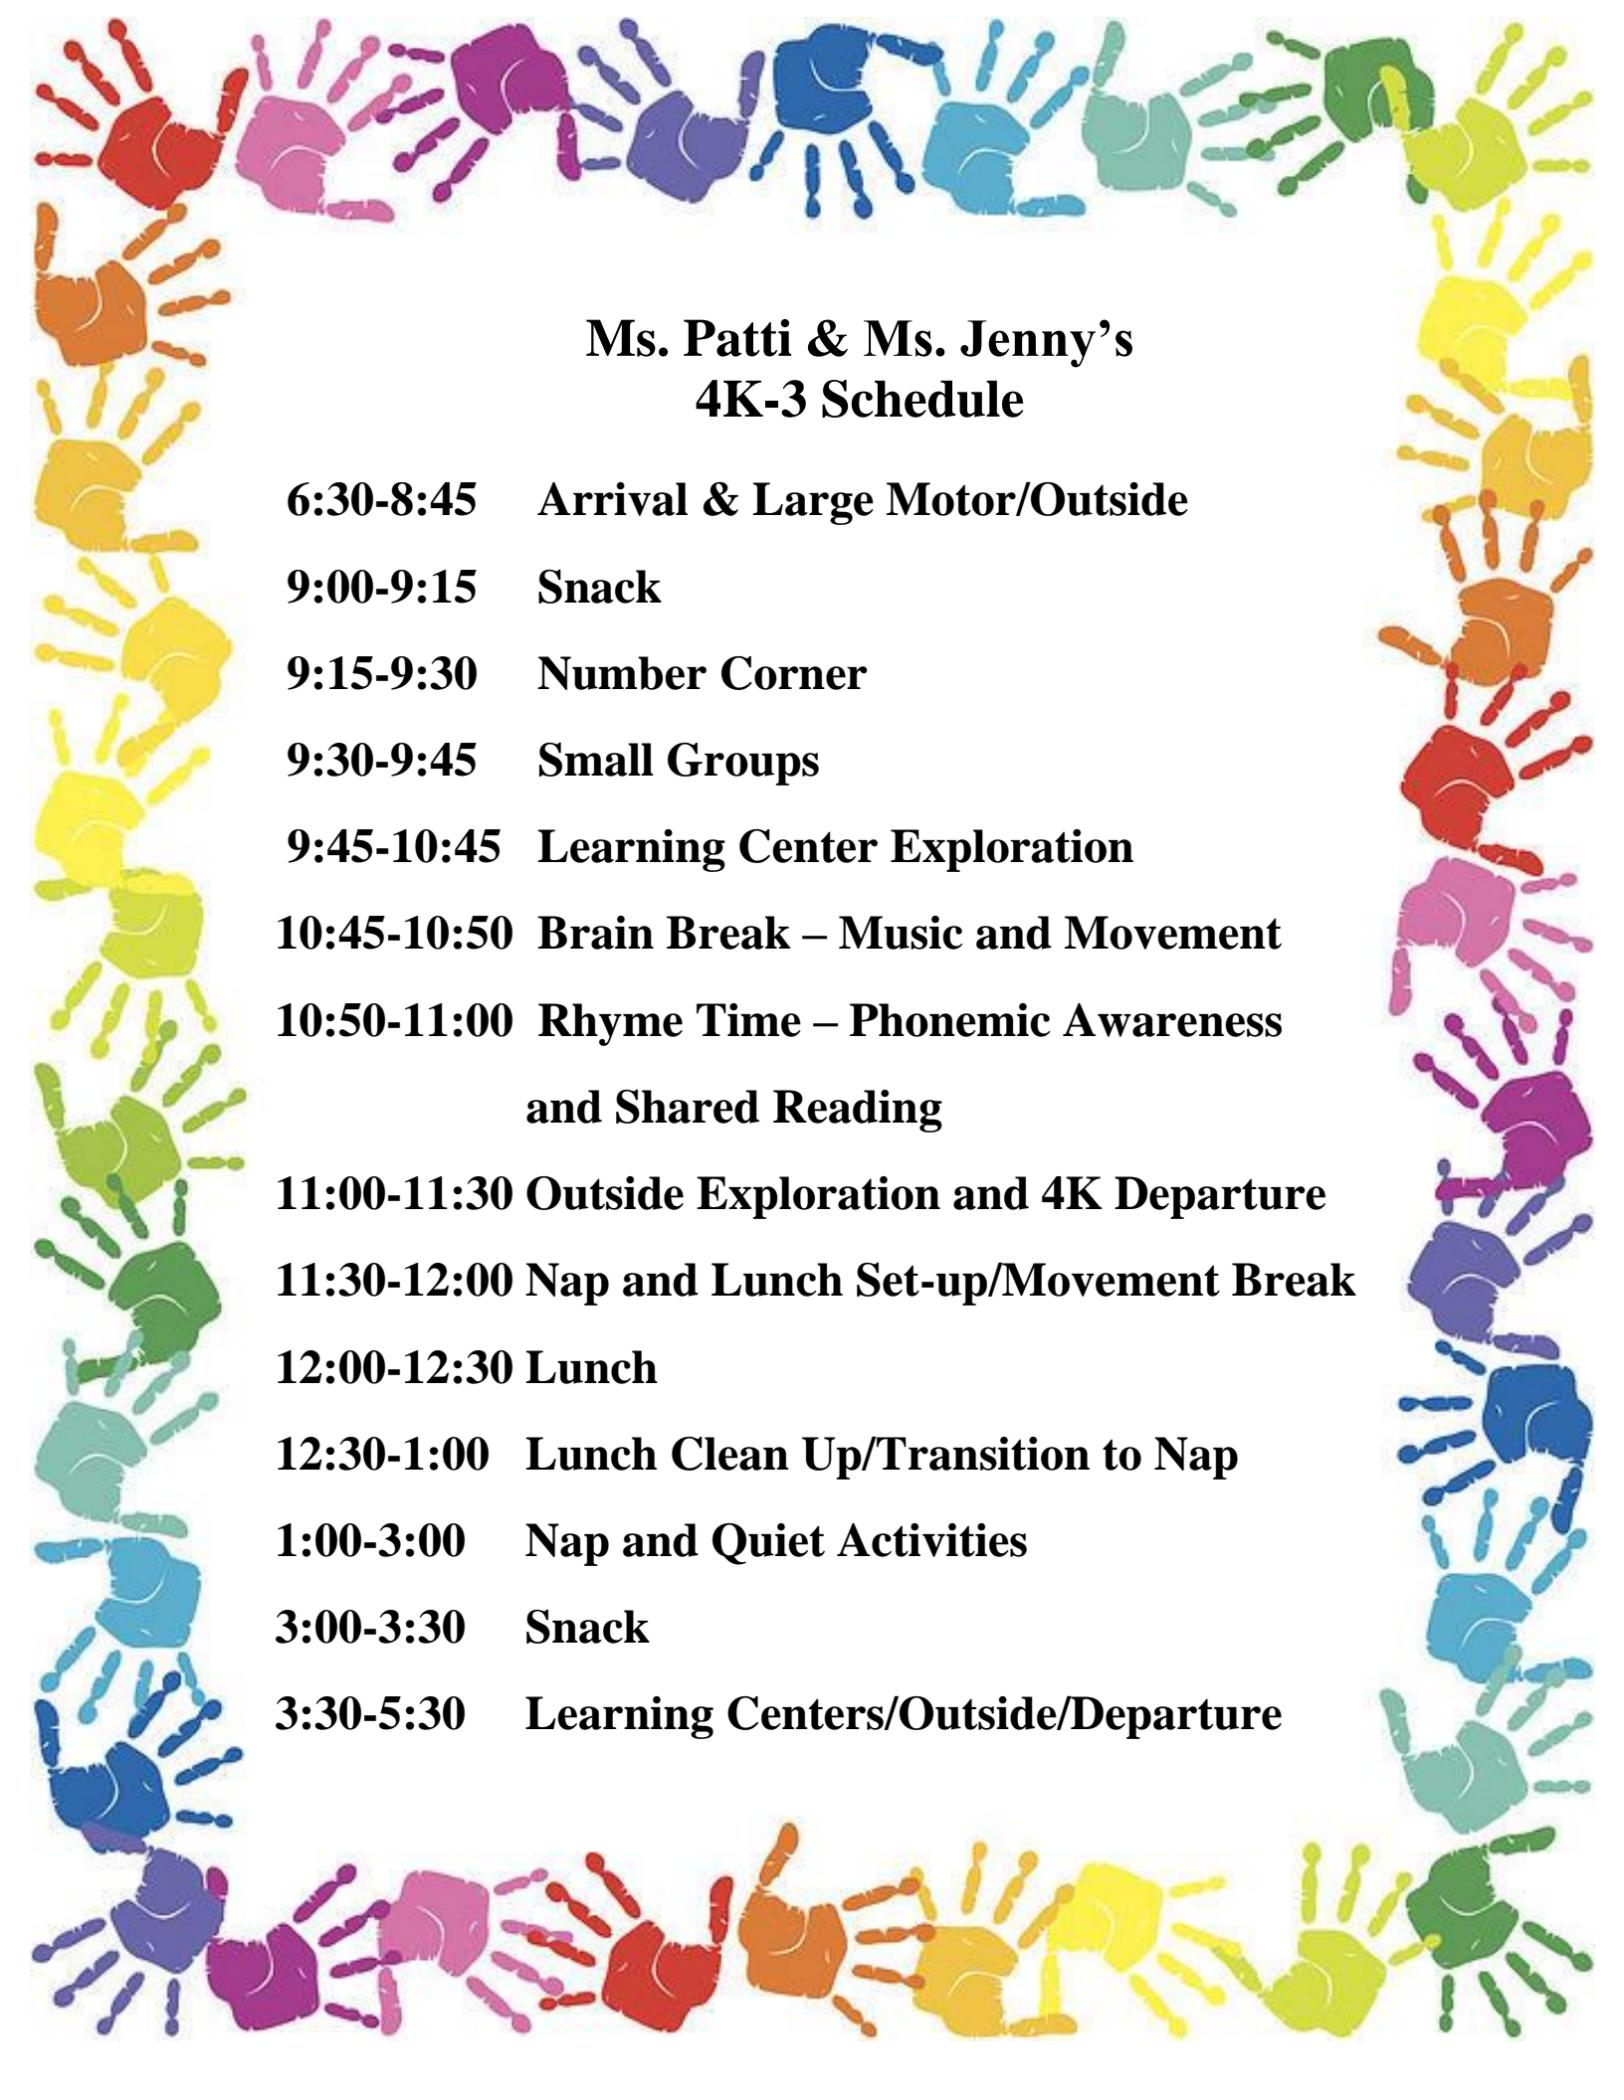 Ms. Patti & Ms. Jenny’s
4K-3 Schedule
6:30-8:45 Arrival & Large Motor/Outside
9:00-9:15 Snack
9:15-9:30 Number Corner
9:30-9:45 Small Groups
9:45-10:45 Learning Center Exploration
10:45-10:50 Brain Break – Music and Movement
10:50-11:00 Rhyme Time – Phonemic Awareness
and Shared Reading
11:00-11:30 Outside Exploration and 4K Departure
11:30-12:00 Nap and Lunch Set-up/Movement Break
12:00-12:30 Lunch
12:30-1:00 Lunch Clean Up/Transition to Nap
1:00-3:00 Nap and Quiet Activities
3:00-3:30 Snack
3:30-5:30 Learning Centers/Outside/Departure